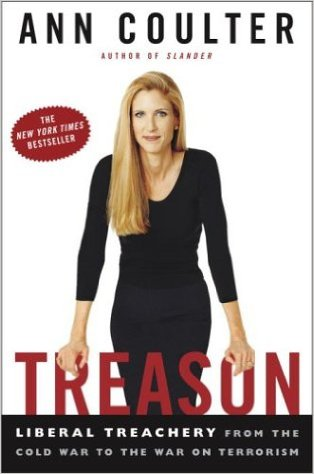 ANN COULTER
AUTHOR OF SLANDER
THE
NEW YORK TIMES
BESTSELLER
TREASON
LIBERAL TREACHERY FROM THE
COLD WAR TO THE WAR ON TERRORISM